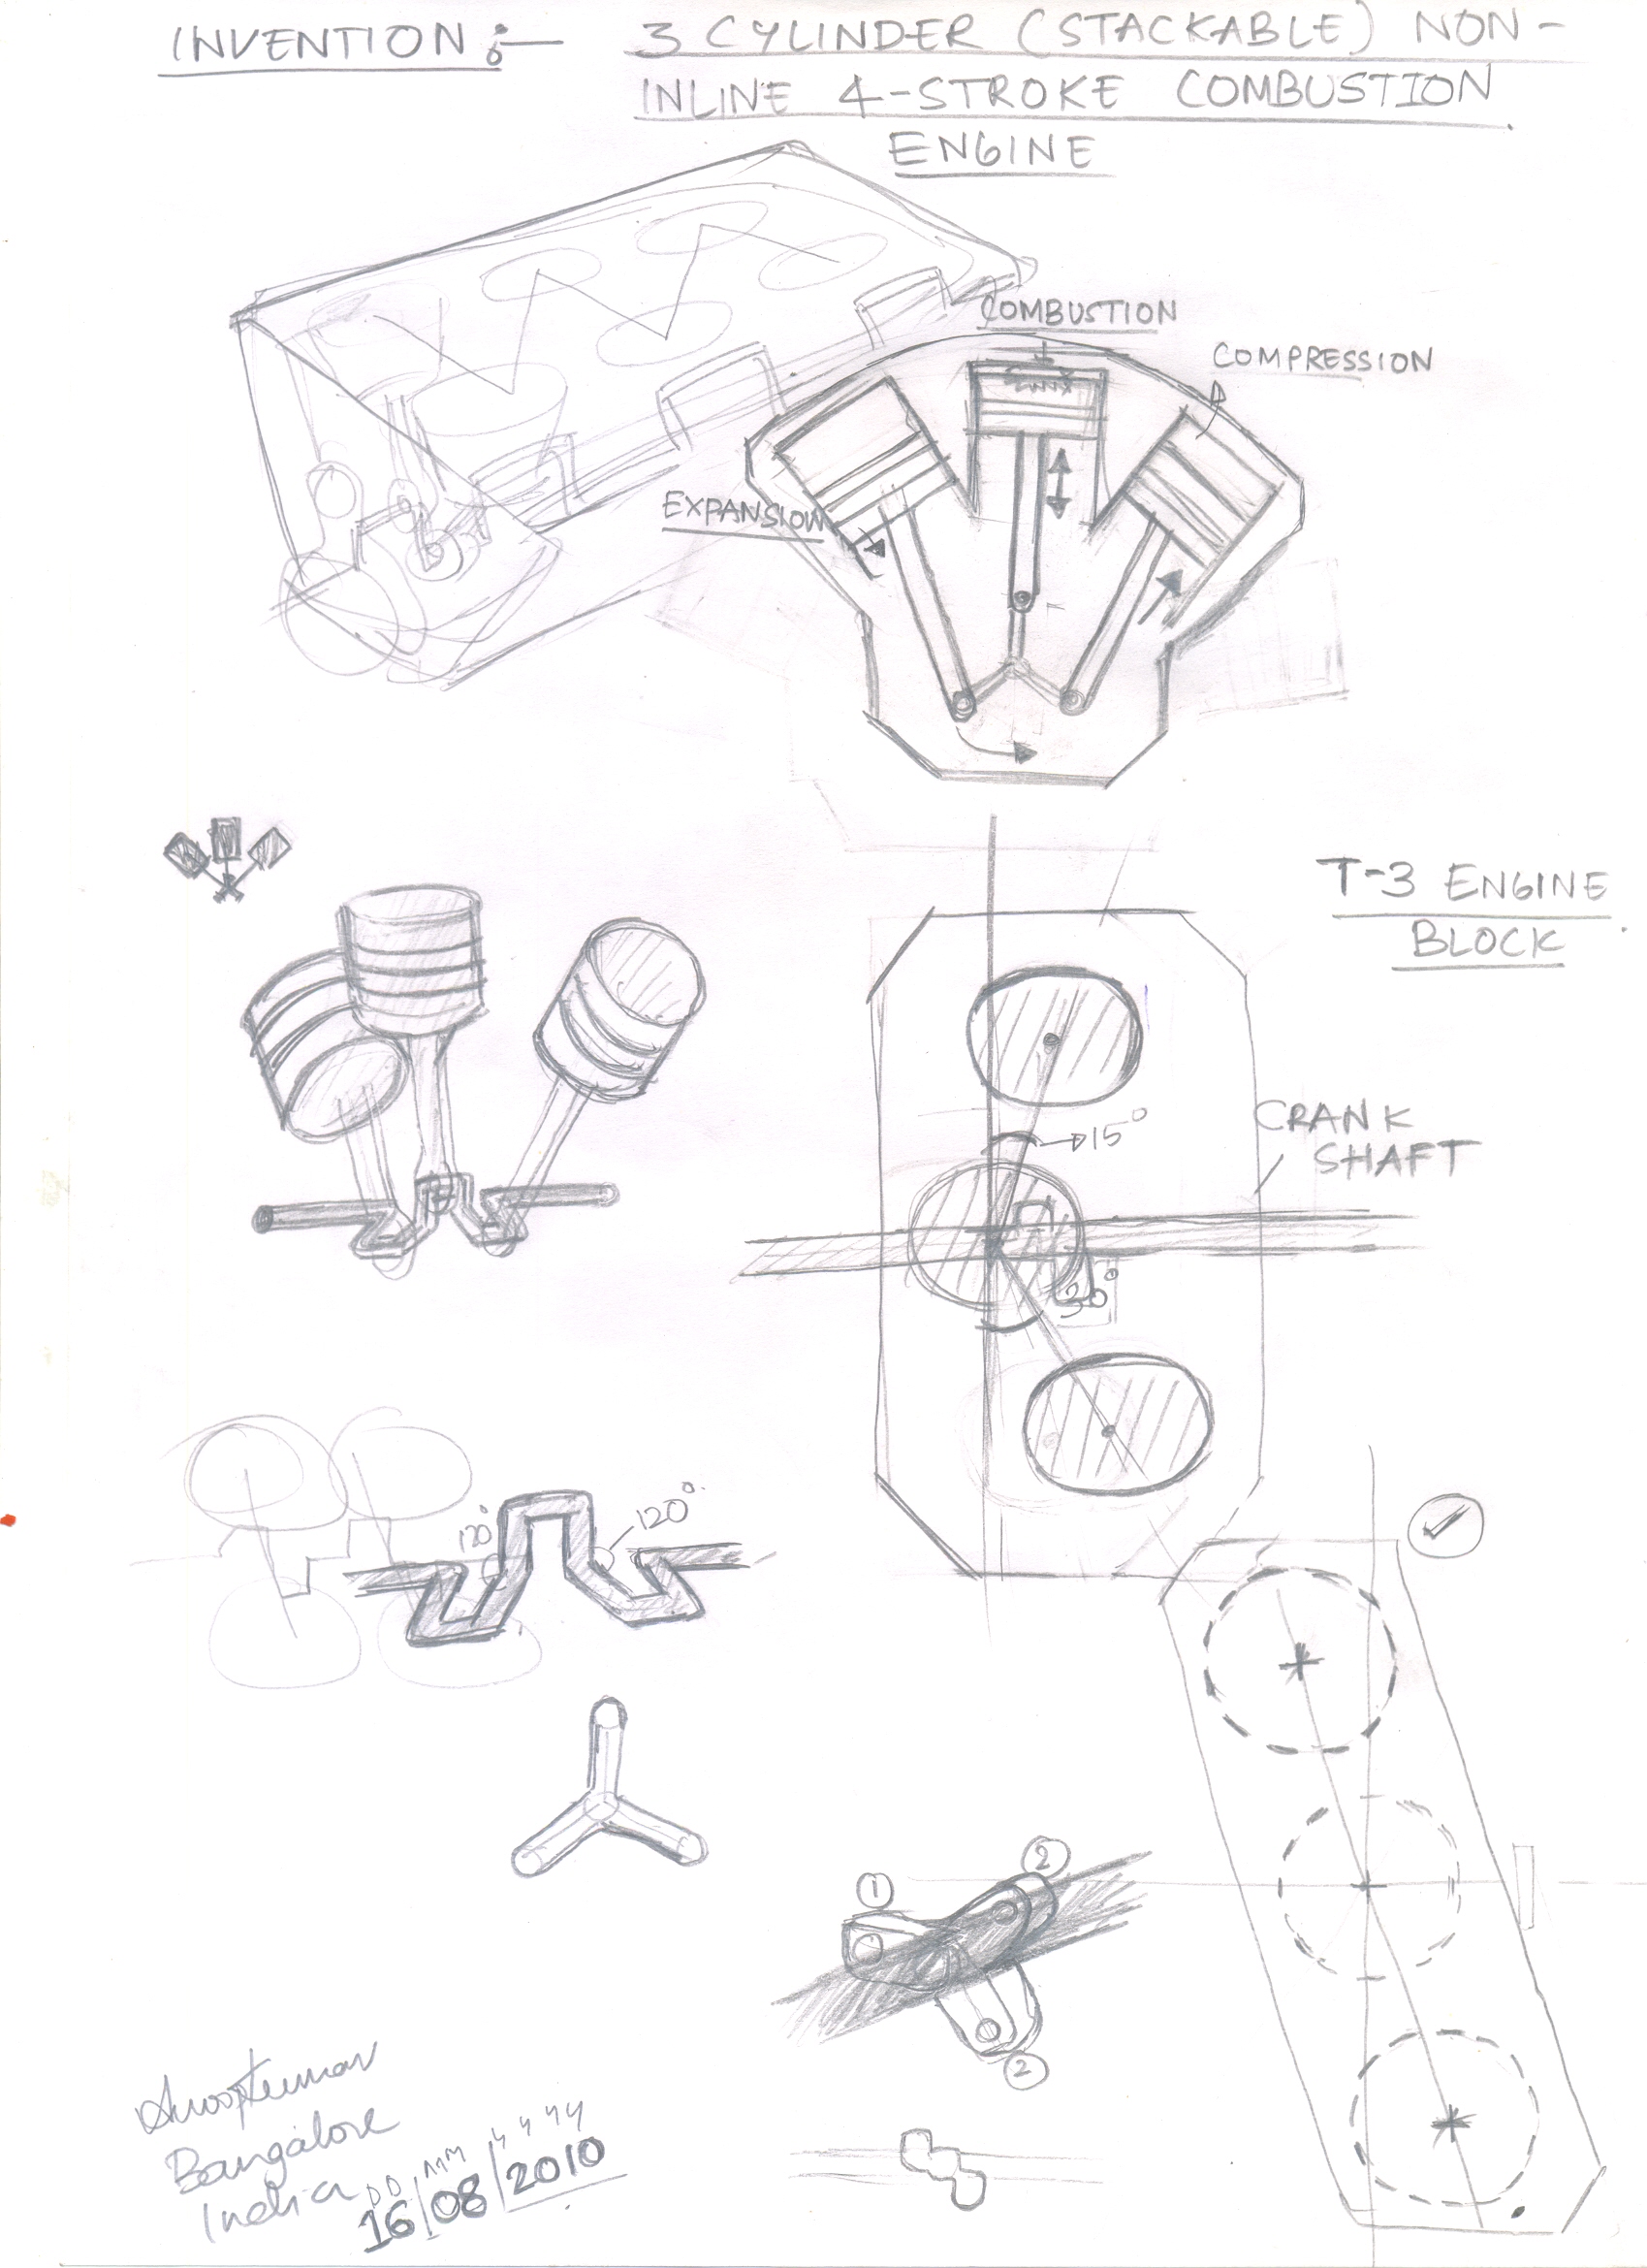 INVENTION :— 3 CYLINDER (STACKABLE) NON-
INLINE 4-STROKE COMBUSTION
ENGINE
COMBUSTION
COMPRESSION
EXPANSION
T-3 ENGINE
BLOCK
15°
CRANK
SHAFT
30°
120°
120°
1
2
2
Bangalore
India
DD MM YYYY
16/08/2010